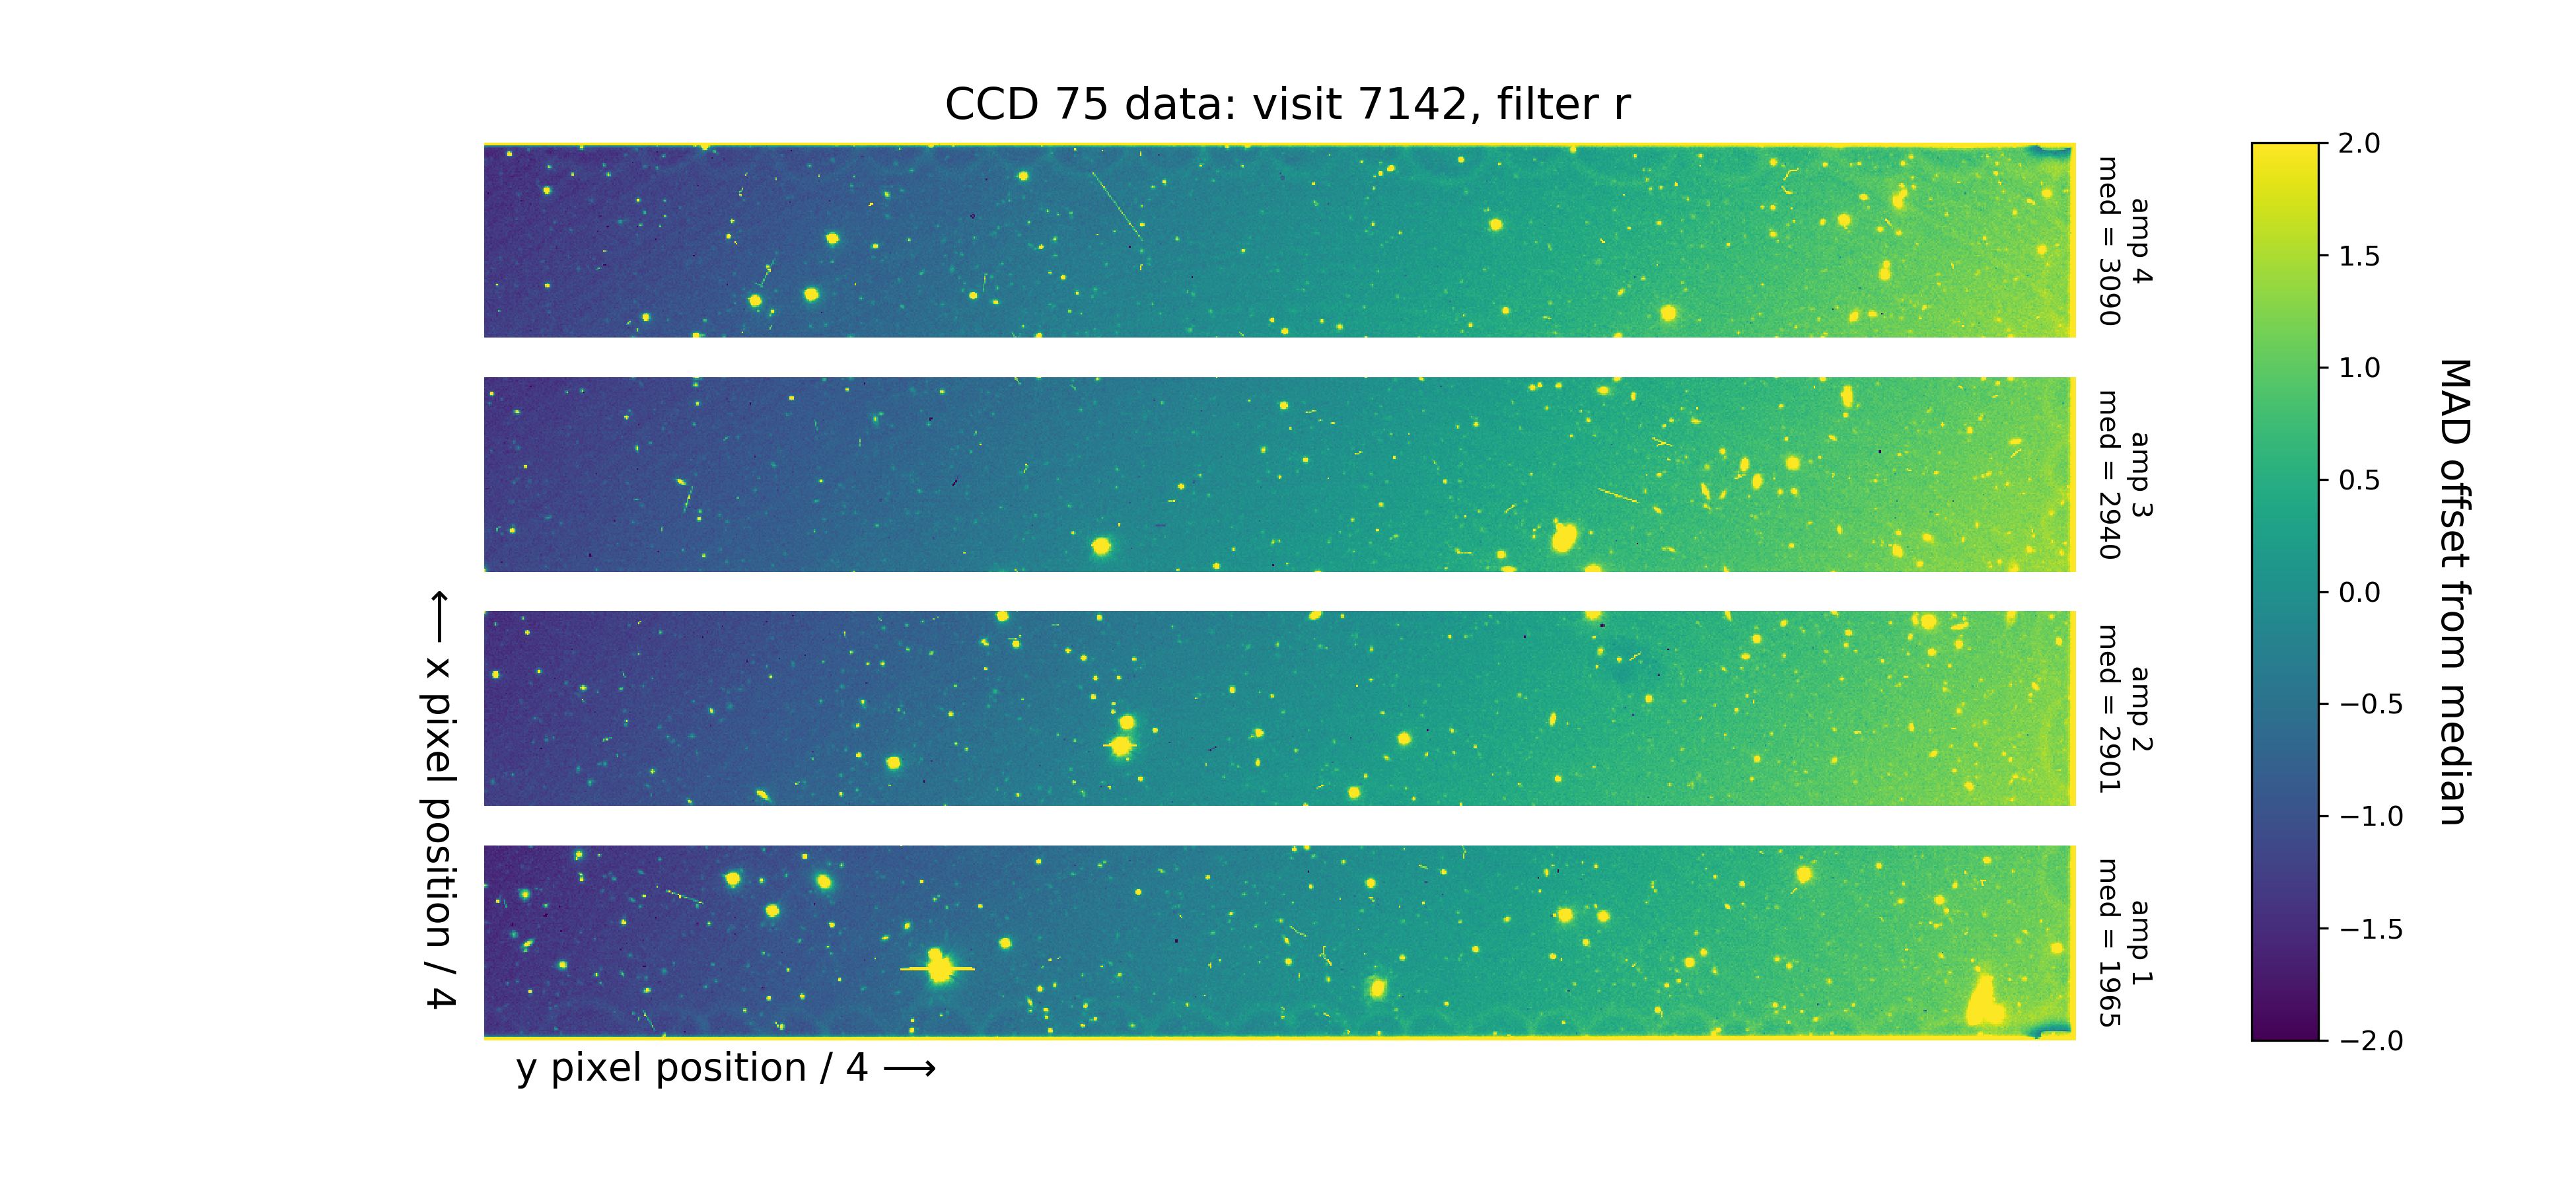 CCD 75 data: visit 7142, filter r
amp 4
med = 3090
amp 3
med = 2940
amp 2
med = 2901
amp 1
med = 1965
⟵ x pixel position / 4
y pixel position / 4 ⟶
2.0
1.5
1.0
0.5
0.0
−0.5
−1.0
−1.5
−2.0
MAD offset from median